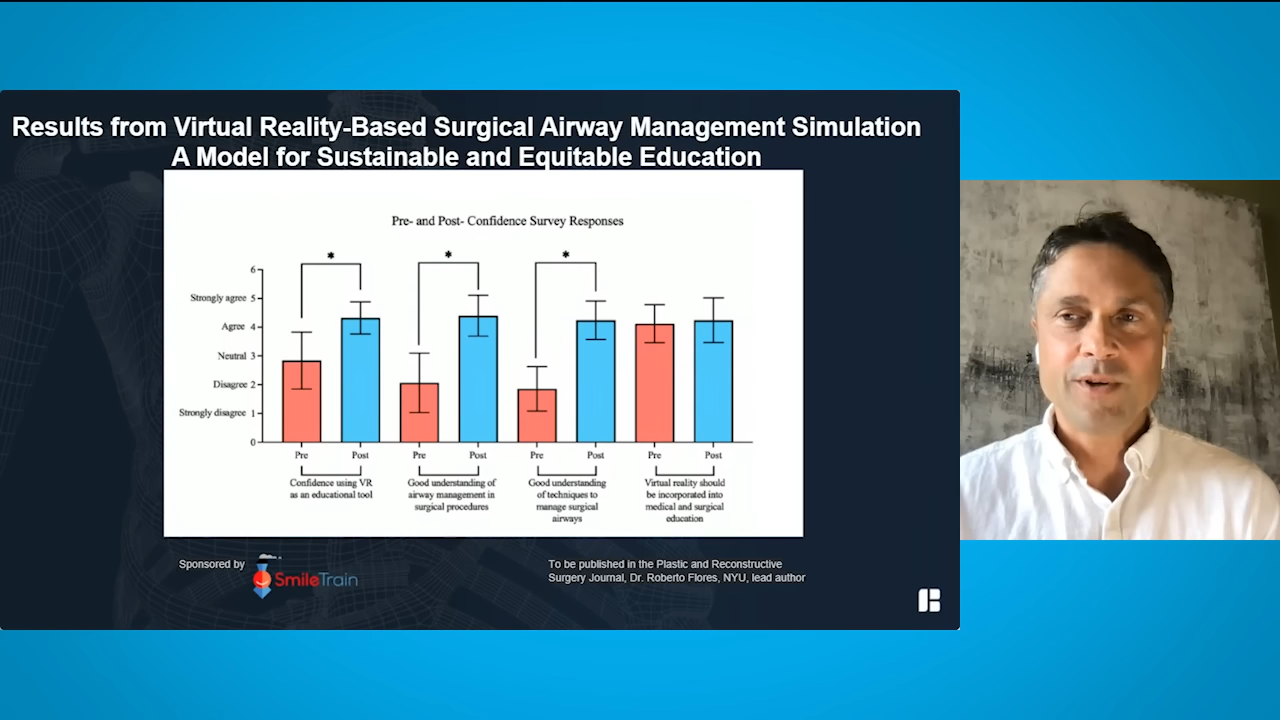 Results from Virtual Reality-Based Surgical Airway Management Simulation
A Model for Sustainable and Equitable Education
Pre- and Post- Confidence Survey Responses
* * *
6
Strongly agree 5
Agree 4
Neutral 3
Disagree 2
Strongly disagree 1
0
Pre Post Pre Post Pre Post Pre Post
Confidence using VR
as an educational tool
Good understanding of
airway management in
surgical procedures
Good understanding
of techniques to
manage surgical
airways
Virtual reality should
be incorporated into
medical and surgical
education
Sponsored by
SmileTrain
To be published in the Plastic and Reconstructive
Surgery Journal, Dr. Roberto Flores, NYU, lead author